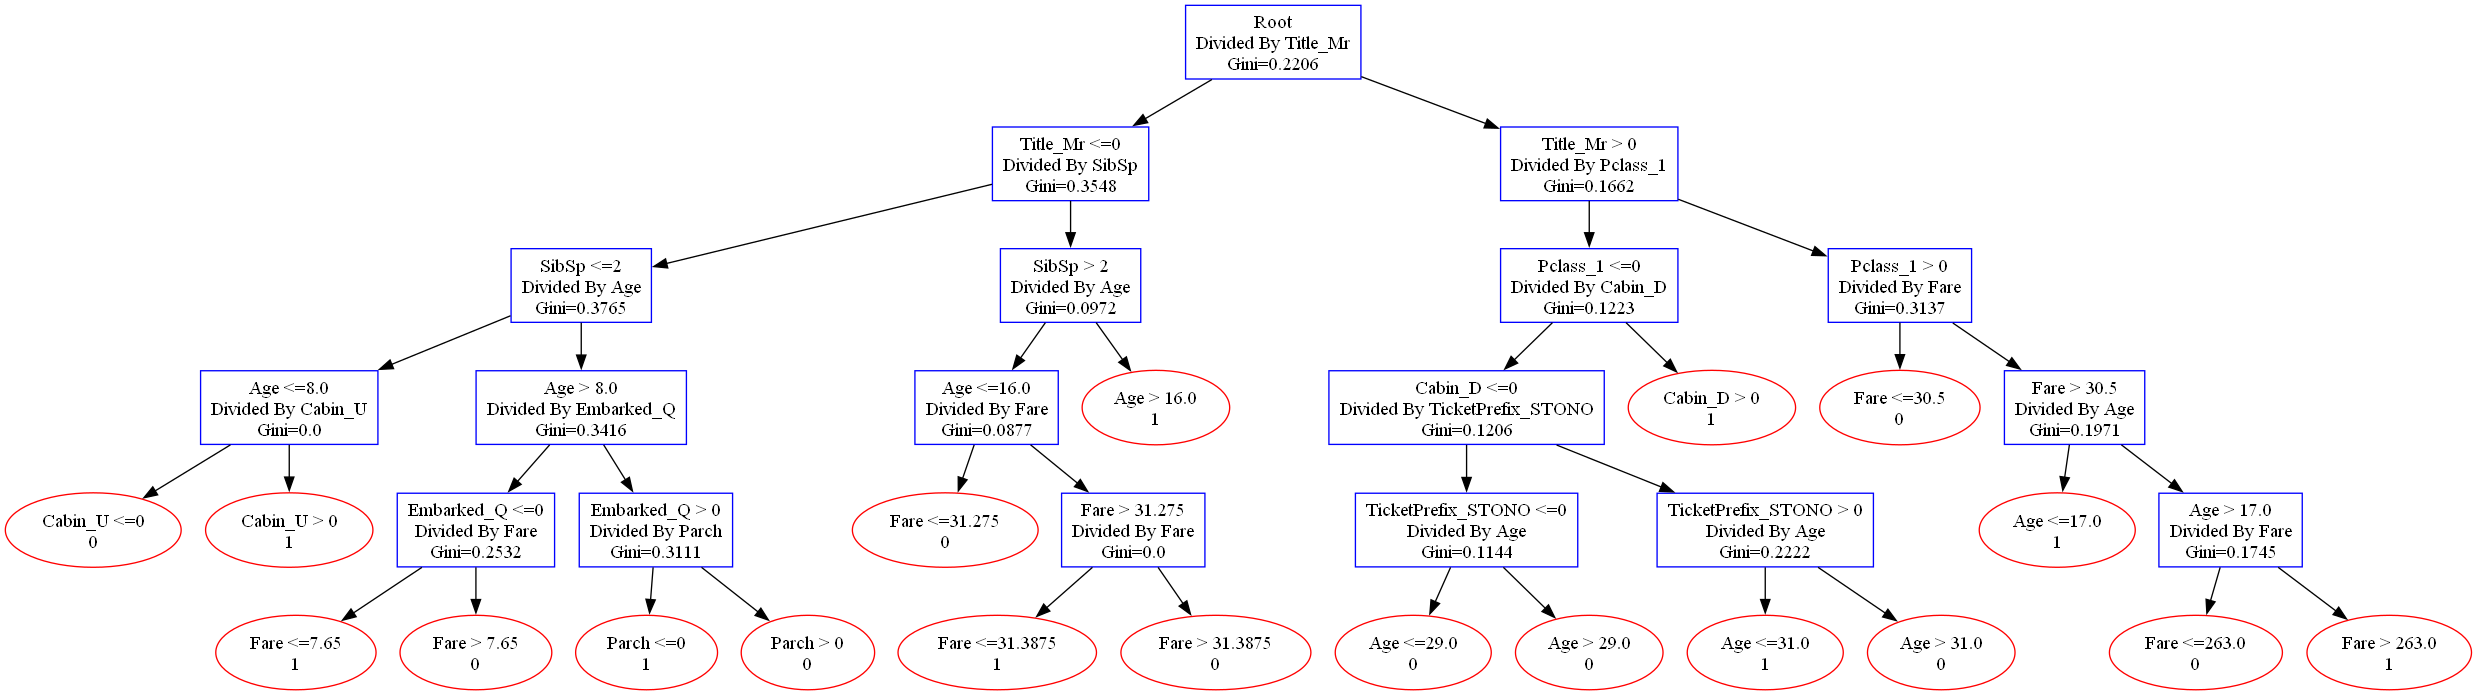 Root
Divided By Title_Mr
Gini=0.2206
Title_Mr <=0
Divided By SibSp
Gini=0.3548
Title_Mr > 0
Divided By Pclass_1
Gini=0.1662
SibSp <=2
Divided By Age
Gini=0.3765
SibSp > 2
Divided By Age
Gini=0.0972
Pclass_1 <=0
Divided By Cabin_D
Gini=0.1223
Pclass_1 > 0
Divided By Fare
Gini=0.3137
Age <=8.0
Divided By Cabin_U
Gini=0.0
Age > 8.0
Divided By Embarked_Q
Gini=0.3416
Age <=16.0
Divided By Fare
Gini=0.0877
Age > 16.0
1
Cabin_D <=0
Divided By TicketPrefix_STONO
Gini=0.1206
Cabin_D > 0
1
Fare <=30.5
0
Fare > 30.5
Divided By Age
Gini=0.1971
Cabin_U <=0
0
Cabin_U > 0
1
Embarked_Q <=0
Divided By Fare
Gini=0.2532
Embarked_Q > 0
Divided By Parch
Gini=0.3111
Fare <=31.275
0
Fare > 31.275
Divided By Fare
Gini=0.0
TicketPrefix_STONO <=0
Divided By Age
Gini=0.1144
TicketPrefix_STONO > 0
Divided By Age
Gini=0.2222
Age <=17.0
1
Age > 17.0
Divided By Fare
Gini=0.1745
Fare <=7.65
1
Fare > 7.65
0
Parch <=0
1
Parch > 0
0
Fare <=31.3875
1
Fare > 31.3875
0
Age <=29.0
0
Age > 29.0
0
Age <=31.0
1
Age > 31.0
0
Fare <=263.0
0
Fare > 263.0
1